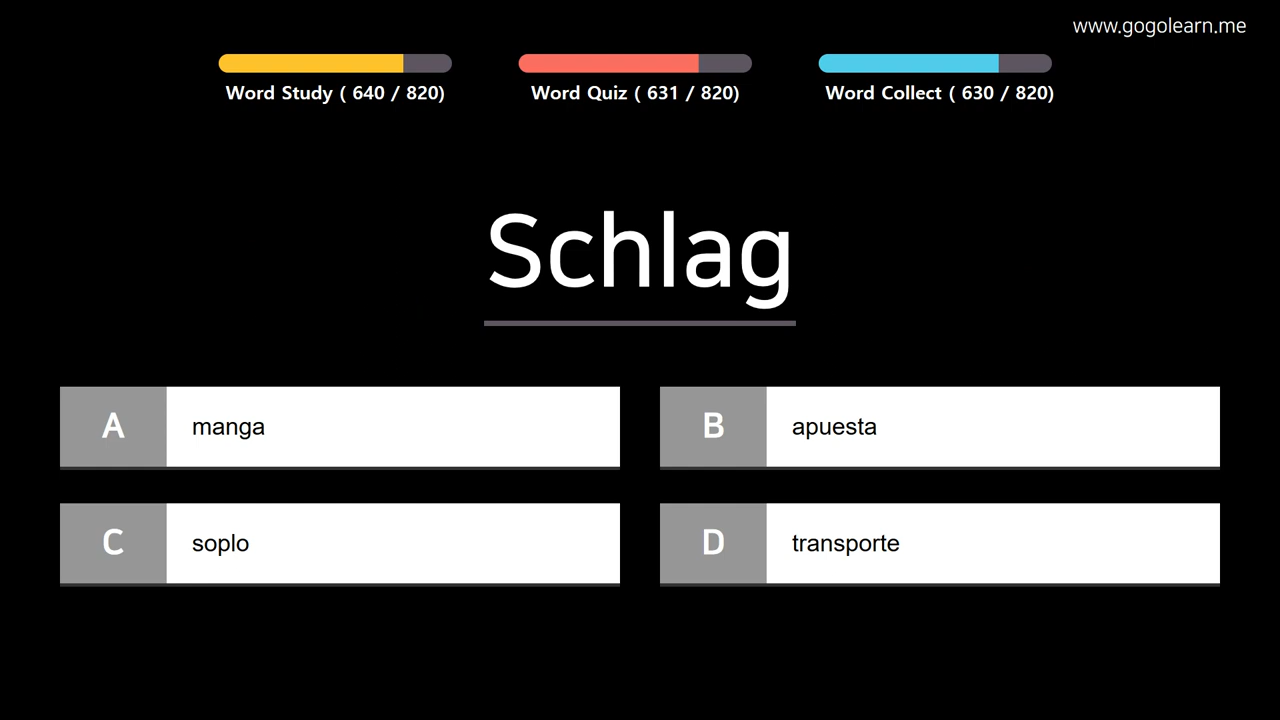 www.gogolearn.me
Word Study ( 640 / 820)
Word Quiz ( 631 / 820)
Word Collect ( 630 / 820)
Schlag
A manga
B apuesta
C soplo
D transporte